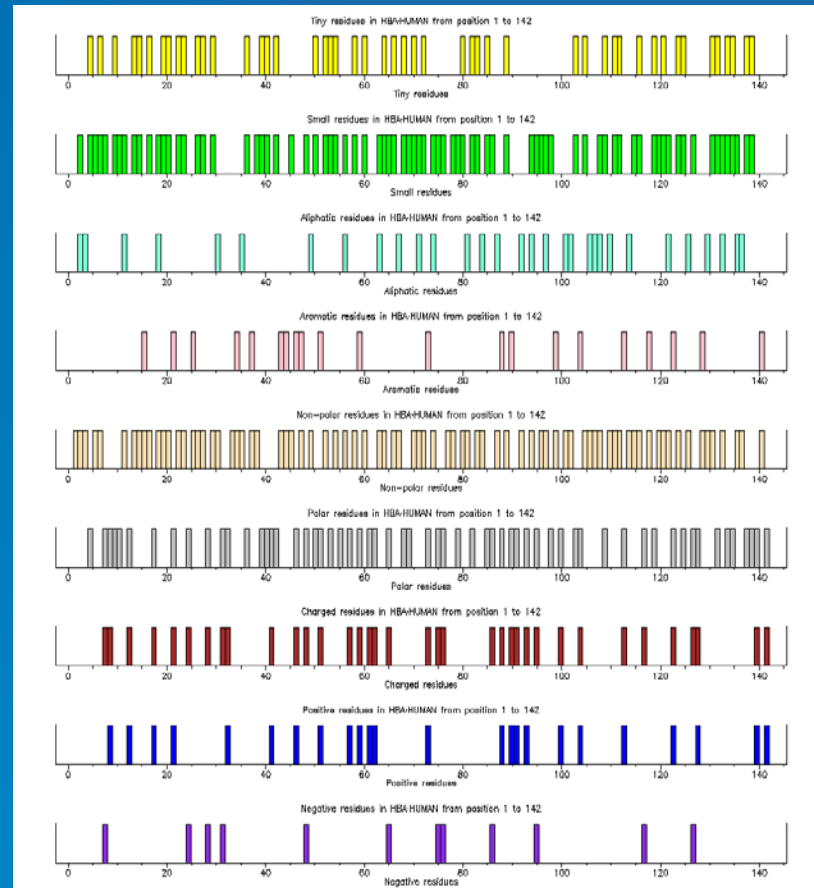 Tiny residues in HBA-HUMAN from position 1 to 142
0 20 40 60 80 100 120 140
Tiny residues
Small residues in HBA-HUMAN from position 1 to 142
0 20 40 60 80 100 120 140
Small residues
Aliphatic residues in HBA-HUMAN from position 1 to 142
0 20 40 60 80 100 120 140
Aliphatic residues
Aromatic residues in HBA-HUMAN from position 1 to 142
0 20 40 60 80 100 120 140
Aromatic residues
Non-polar residues in HBA-HUMAN from position 1 to 142
0 20 40 60 80 100 120 140
Non-polar residues
Polar residues in HBA-HUMAN from position 1 to 142
0 20 40 60 80 100 120 140
Polar residues
Charged residues in HBA-HUMAN from position 1 to 142
0 20 40 60 80 100 120 140
Charged residues
Positive residues in HBA-HUMAN from position 1 to 142
0 20 40 60 80 100 120 140
Positive residues
Negative residues in HBA-HUMAN from position 1 to 142
0 20 40 60 80 100 120 140
Negative residues